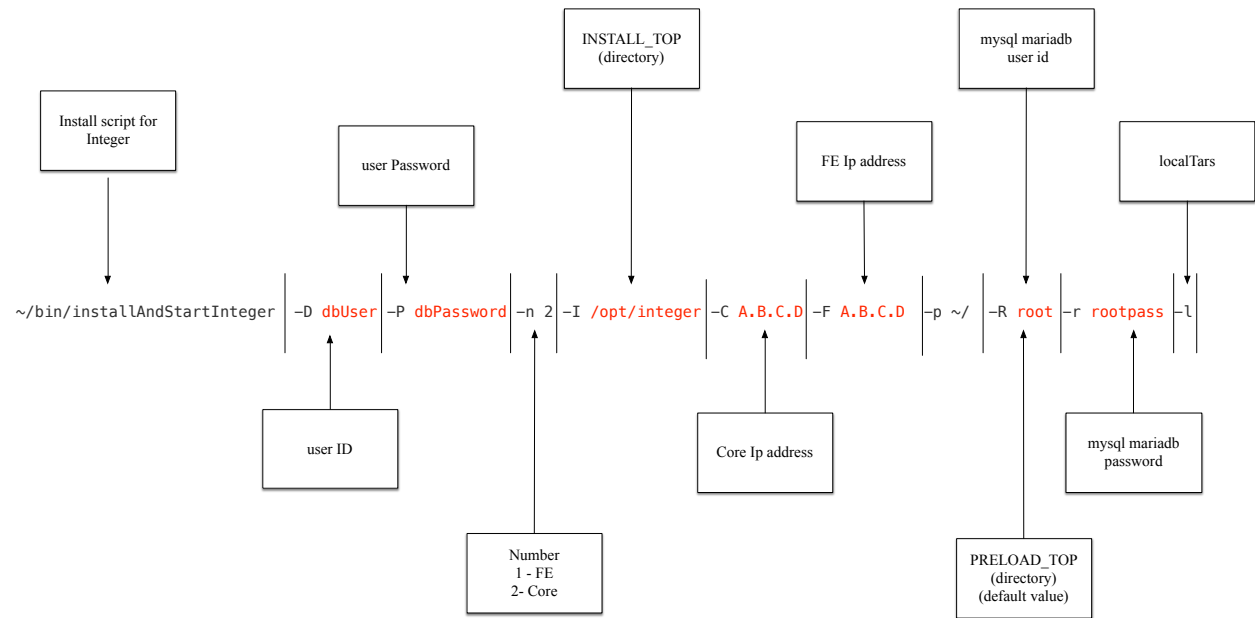 INSTALL_TOP
(directory)
mysql mariadb
user id
Install script for
Integer
user Password
FE Ip address
localTars
~/bin/installAndStartInteger -D dbUser -P dbPassword -n 2 -I /opt/integer -C A.B.C.D -F A.B.C.D -p ~/ -R root -r rootpass -l
user ID
Core Ip address
mysql mariadb
password
Number
1 - FE
2- Core
PRELOAD_TOP
(directory)
(default value)